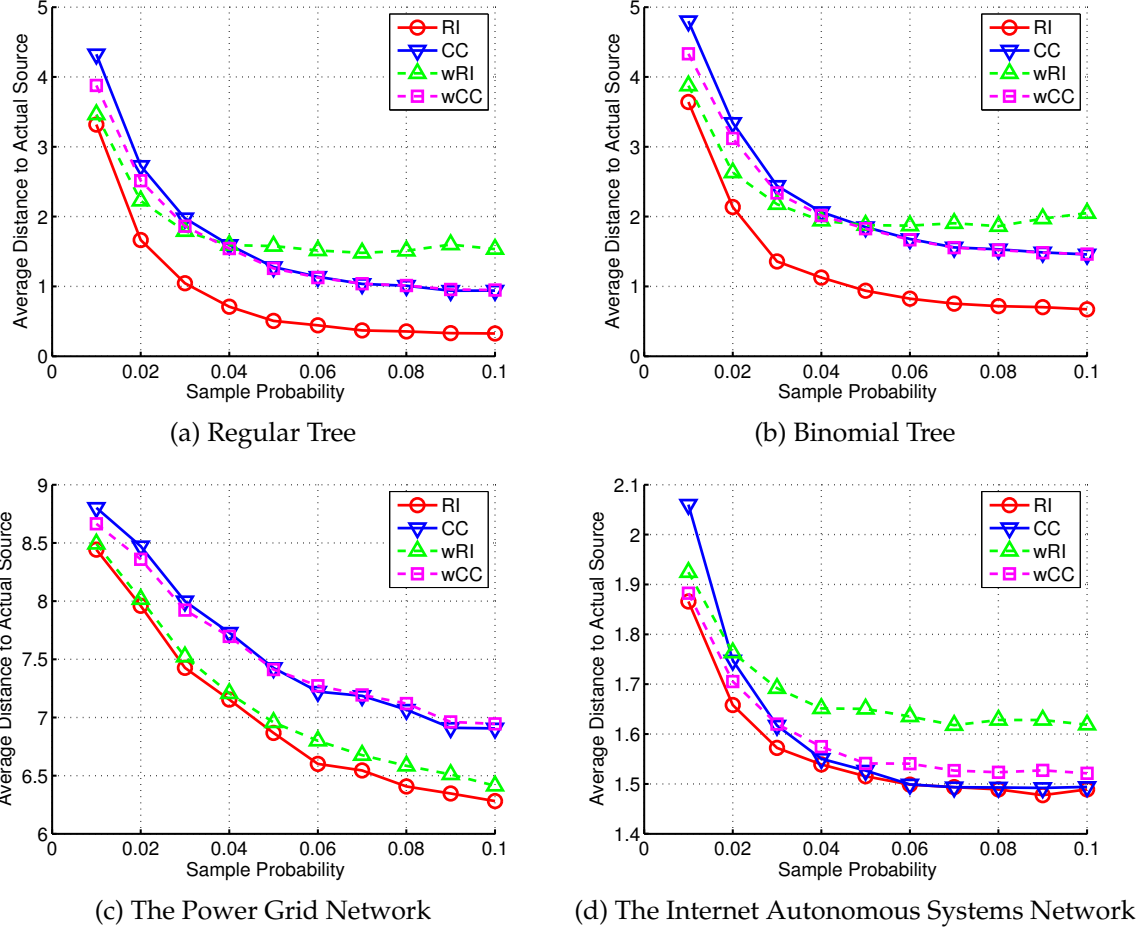 5
4
3
2
1
0
Average Distance to Actual Source
0
0.02
0.04
0.06
0.08
0.1
Sample Probability
RI
CC
wRI
wCC
(a) Regular Tree
5
4
3
2
1
0
Average Distance to Actual Source
0
0.02
0.04
0.06
0.08
0.1
Sample Probability
RI
CC
wRI
wCC
(b) Binomial Tree
9
8.5
8
7.5
7
6.5
6
Average Distance to Actual Source
0
0.02
0.04
0.06
0.08
0.1
Sample Probability
RI
CC
wRI
wCC
(c) The Power Grid Network
2.1
2
1.9
1.8
1.7
1.6
1.5
1.4
Average Distance to Actual Source
0
0.02
0.04
0.06
0.08
0.1
Sample Probability
RI
CC
wRI
wCC
(d) The Internet Autonomous Systems Network